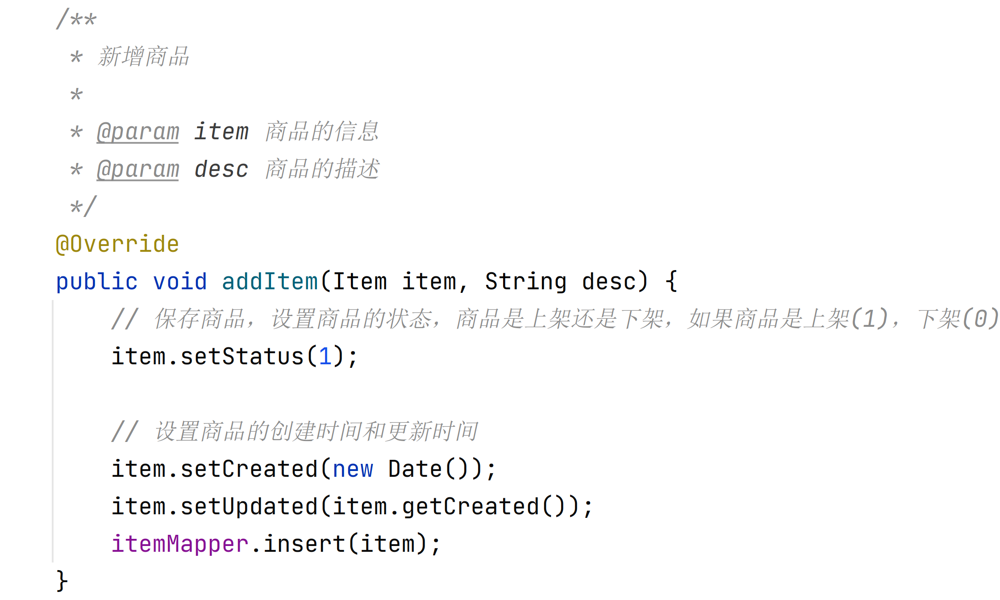 /**
 * 新增商品
 *
 * @param item 商品的信息
 * @param desc 商品的描述
 */
@Override
public void addItem(Item item, String desc) {
    // 保存商品，设置商品的状态，商品是上架还是下架，如果商品是上架(1)，下架(0)
    item.setStatus(1);

    // 设置商品的创建时间和更新时间
    item.setCreated(new Date());
    item.setUpdated(item.getCreated());
    itemMapper.insert(item);
}